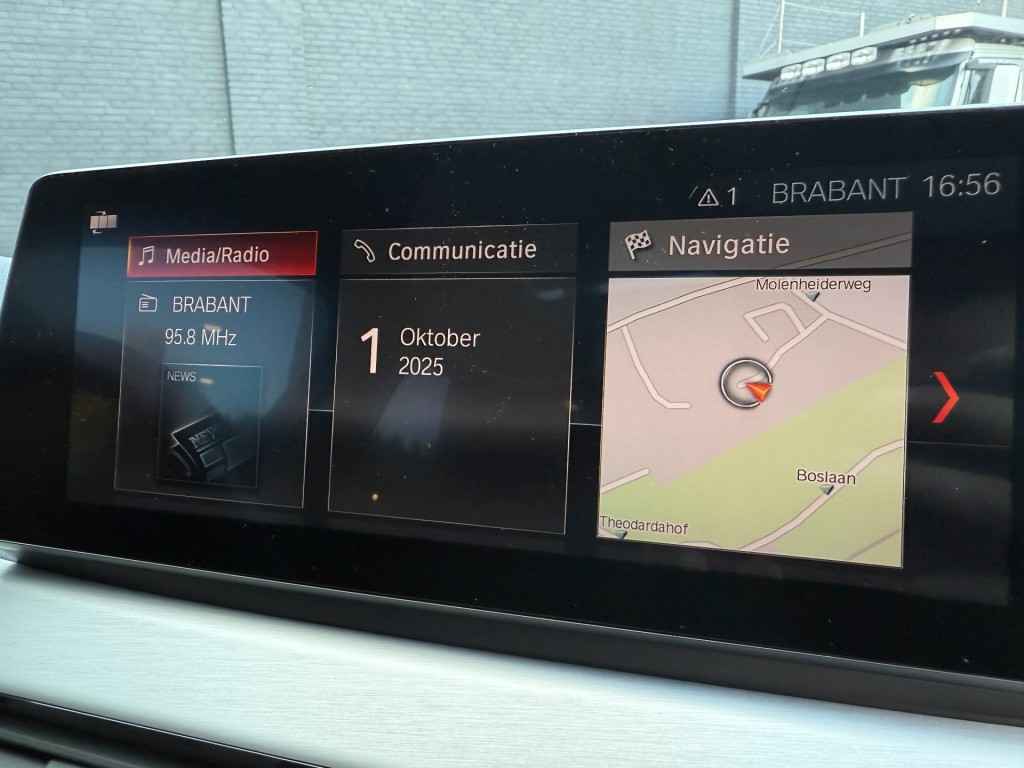 1 BRABANT 16:56
Media/Radio
BRABANT
95.8 MHz
NEWS
NEWS
Communicatie
1 Oktober
2025
Navigatie
Molenheiderweg
Boslaan
Theodardahof